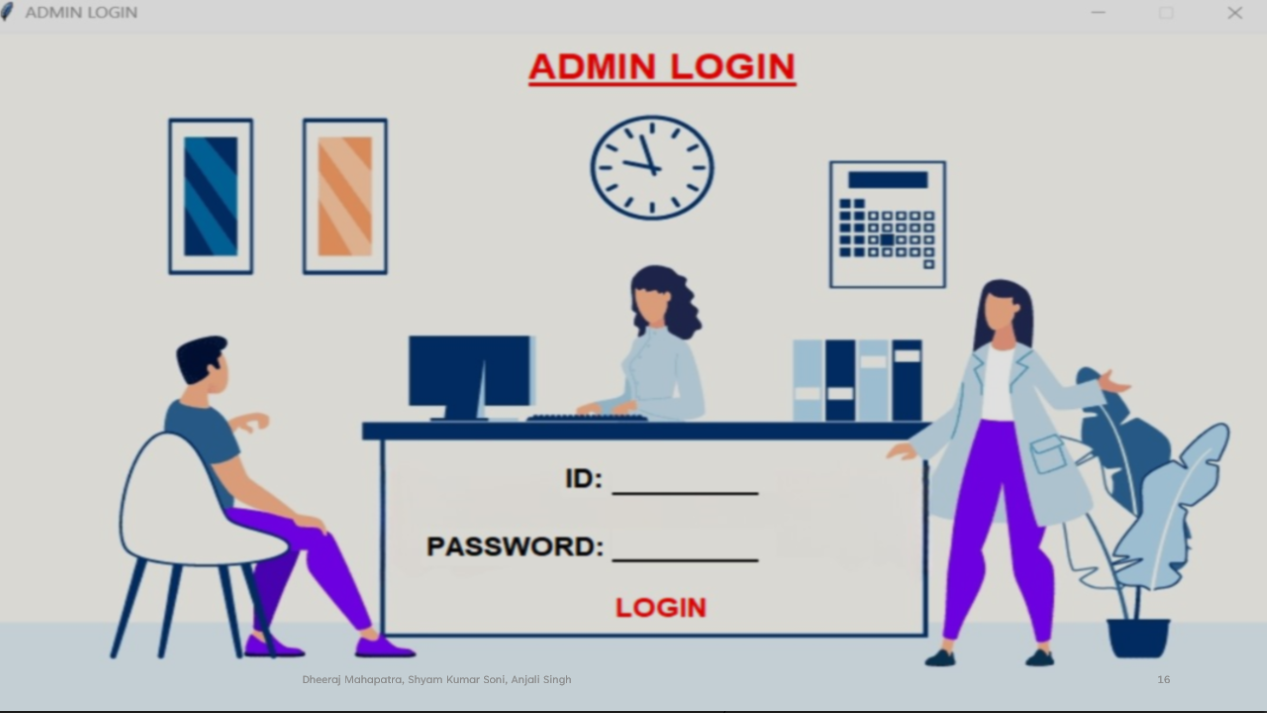 ADMIN LOGIN
ADMIN LOGIN
ID:
PASSWORD:
LOGIN
Dheeraj Mahapatra, Shyam Kumar Soni, Anjali Singh
16